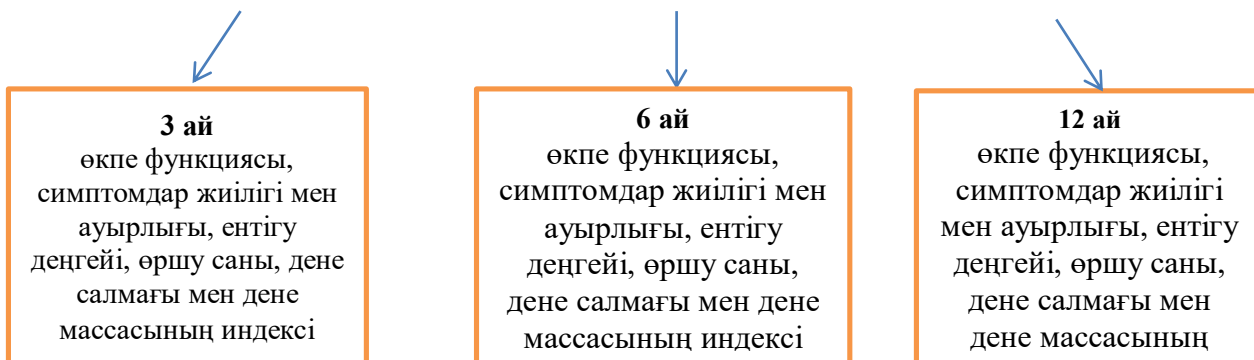 3 ай
өкпе функциясы,
симптомдар жиілігі мен
ауырлығы, ентігу
деңгейі, өршу саны, дене
салмағы мен дене
массасының индексі
6 ай
өкпе функциясы,
симптомдар жиілігі мен
ауырлығы, ентігу
деңгейі, өршу саны,
дене салмағы мен дене
массасының индексі
12 ай
өкпе функциясы,
симптомдар жиілігі
мен ауырлығы, ентігу
деңгейі, өршу саны,
дене салмағы мен
дене массасының